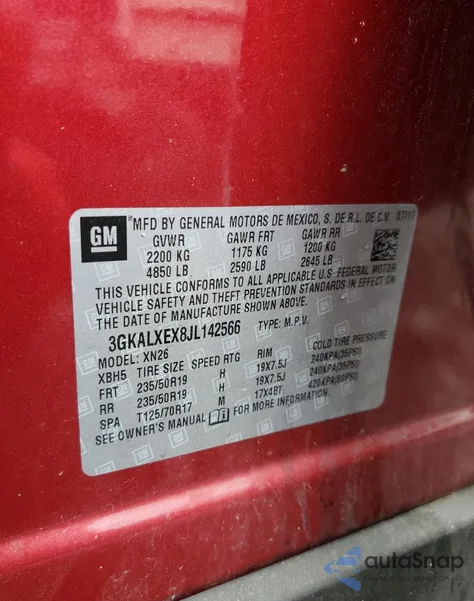 GM
MFD BY GENERAL MOTORS DE MEXICO, S. DE R.L. DE C.V. 07/17
GVWR GAWR FRT GAWR RR
2200 KG 1175 KG 1200 KG
4850 LB 2590 LB 2645 LB
THIS VEHICLE CONFORMS TO ALL APPLICABLE U.S. FEDERAL MOTOR
VEHICLE SAFETY AND THEFT PREVENTION STANDARDS IN EFFECT ON
THE DATE OF MANUFACTURE SHOWN ABOVE.
3GKALXEX8JL142566 TYPE: M.P.V.
MODEL: XN26
XBH5 TIRE SIZE SPEED RTG RIM COLD TIRE PRESSURE
FRT 235/50R19 H 19X7.5J 240KPA(35PSI)
RR 235/50R19 H 19X7.5J 240KPA(35PSI)
SPA T125/70R17 M 17X4BT 420KPA(60PSI)
SEE OWNER'S MANUAL FOR MORE INFORMATION.
autoSnap